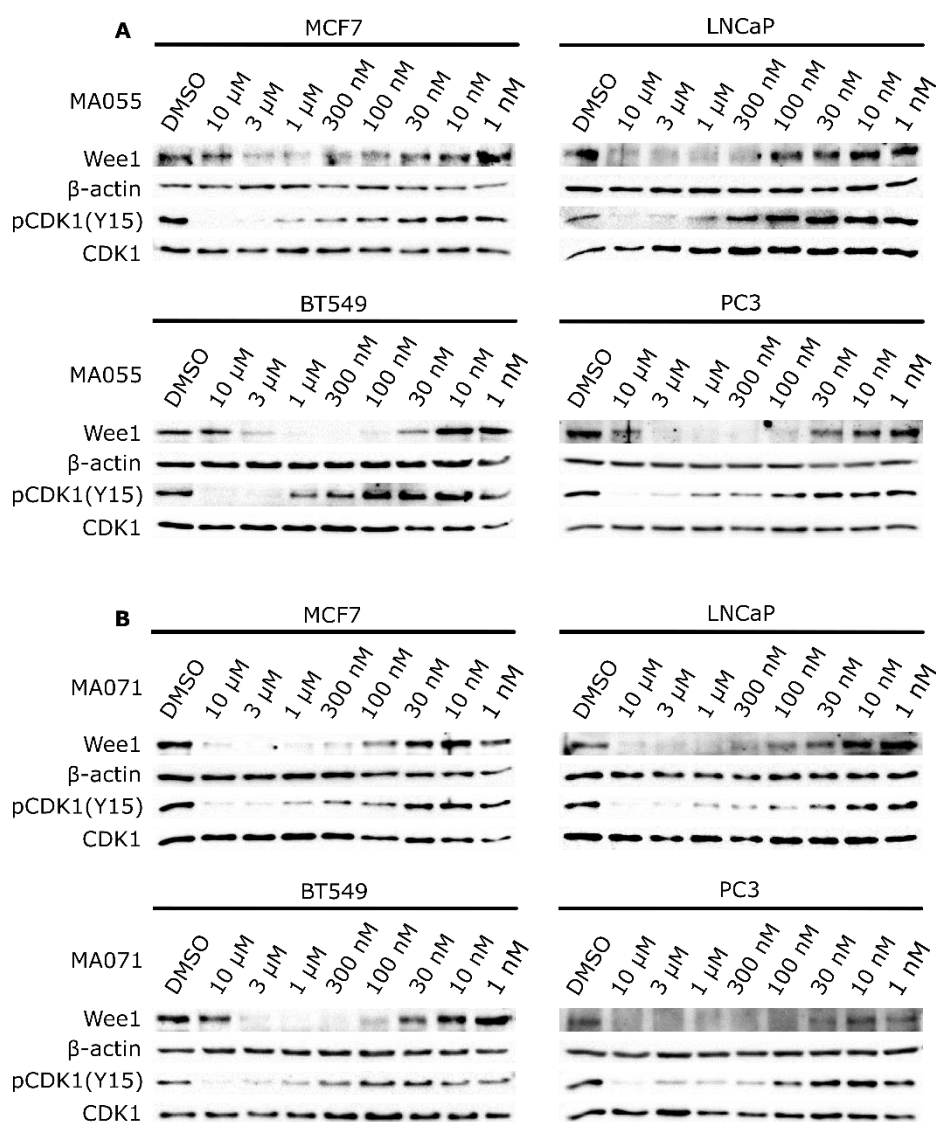 A
MCF7 LNCaP
MA055 DMSO 10 µM 3 µM 1 µM 300 nM 100 nM 30 nM 10 nM 1 nM DMSO 10 µM 3 µM 1 µM 300 nM 100 nM 30 nM 10 nM 1 nM
Wee1
β-actin
pCDK1(Y15)
CDK1
BT549 PC3
MA055 DMSO 10 µM 3 µM 1 µM 300 nM 100 nM 30 nM 10 nM 1 nM DMSO 10 µM 3 µM 1 µM 300 nM 100 nM 30 nM 10 nM 1 nM
Wee1
β-actin
pCDK1(Y15)
CDK1
B
MCF7 LNCaP
MA071 DMSO 10 µM 3 µM 1 µM 300 nM 100 nM 30 nM 10 nM 1 nM DMSO 10 µM 3 µM 1 µM 300 nM 100 nM 30 nM 10 nM 1 nM
Wee1
β-actin
pCDK1(Y15)
CDK1
BT549 PC3
MA071 DMSO 10 µM 3 µM 1 µM 300 nM 100 nM 30 nM 10 nM 1 nM DMSO 10 µM 3 µM 1 µM 300 nM 100 nM 30 nM 10 nM 1 nM
Wee1
β-actin
pCDK1(Y15)
CDK1